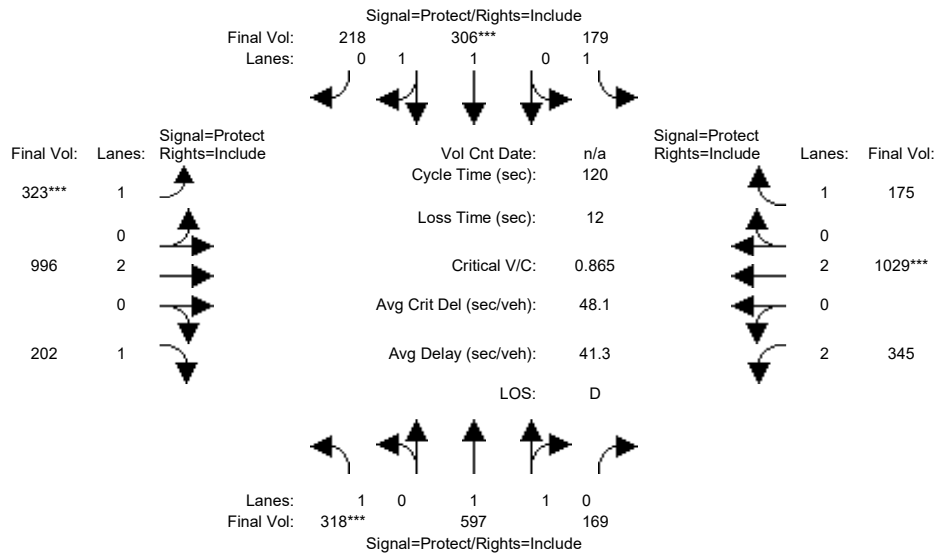 Signal=Protect/Rights=Include
Final Vol: 218 306*** 179
Lanes: 0 1 1 0 1
Signal=Protect
Final Vol: Lanes: Rights=Include
Vol Cnt Date: n/a
Signal=Protect
Rights=Include Lanes: Final Vol:
Cycle Time (sec): 120
323*** 1
1 175
Loss Time (sec): 12
0
0
996 2
Critical V/C: 0.865
2 1029***
0
Avg Crit Del (sec/veh): 48.1
0
202 1
Avg Delay (sec/veh): 41.3
2 345
LOS: D
Lanes: 1 0 1 1 0
Final Vol: 318*** 597 169
Signal=Protect/Rights=Include